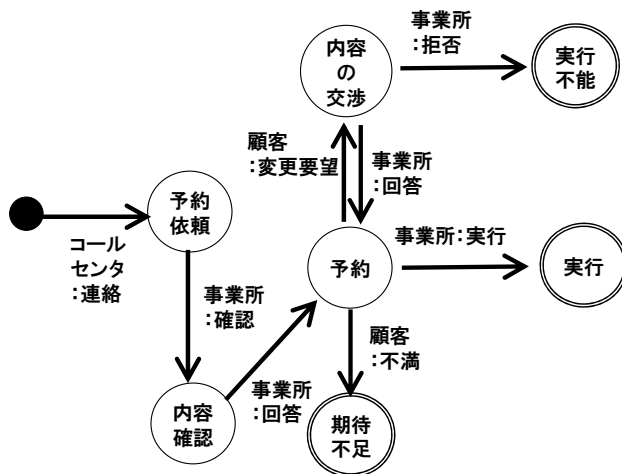 内容
の
交渉
事業所
:拒否
実行
不能
顧客
:変更要望
事業所
:回答
予約
依頼
コール
センタ
:連絡
事業所
:確認
予約
事業所:実行
実行
顧客
:不満
事業所
:回答
内容
確認
期待
不足